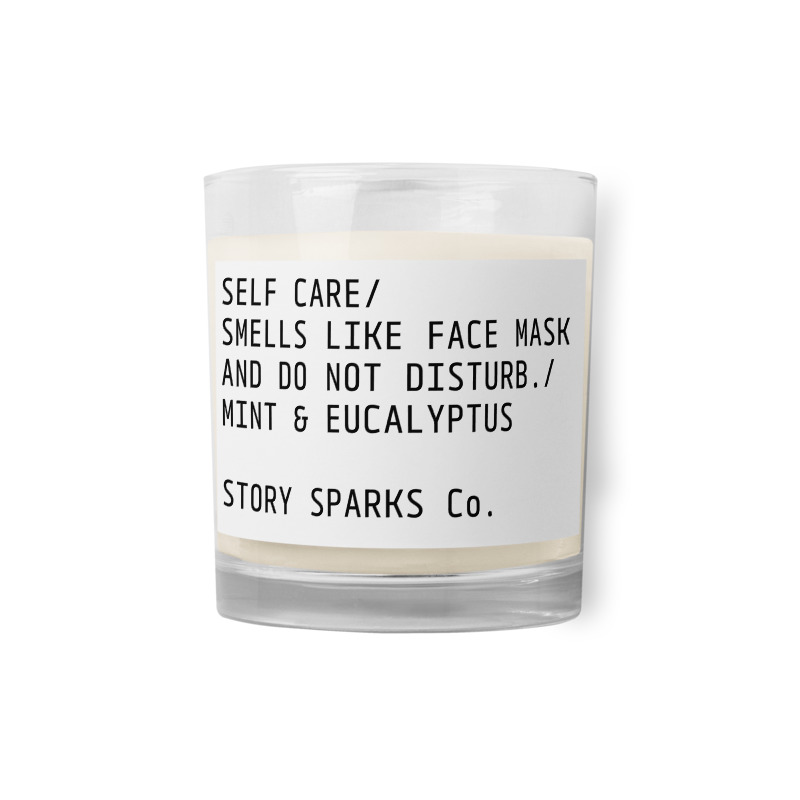 SELF CARE/
SMELLS LIKE FACE MASK
AND DO NOT DISTURB./
MINT & EUCALYPTUS
STORY SPARKS Co.